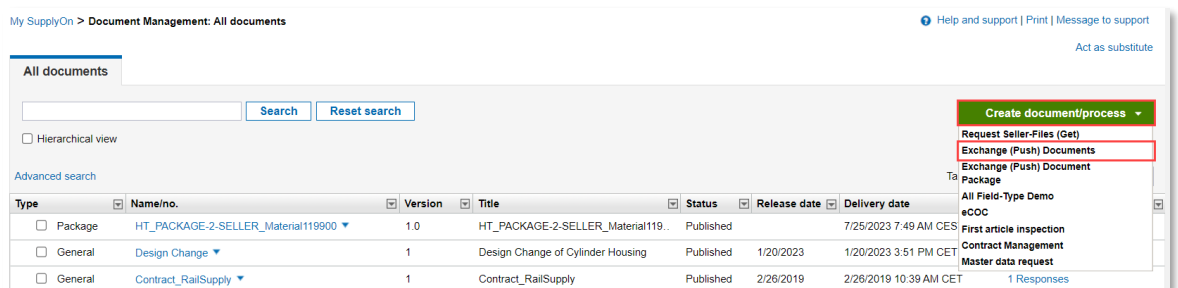 My SupplyOn > Document Management: All documents
Help and support | Print | Message to support
Act as substitute
All documents
Search Reset search
Create document/process
Hierarchical view
Request Seller-Files (Get)
Exchange (Push) Documents
Exchange (Push) Document
Package
All Field-Type Demo
eCOC
First article inspection
Contract Management
Master data request
Advanced search
Type Name/no. Version Title Status Release date Delivery date
Package HT_PACKAGE-2-SELLER_Material119900 1.0 HT_PACKAGE-2-SELLER_Material119.. Published 7/25/2023 7:49 AM CES
General Design Change 1 Design Change of Cylinder Housing Published 1/20/2023 1/20/2023 3:51 PM CET
General Contract_RailSupply 1 Contract_RailSupply Published 2/26/2019 2/26/2019 10:39 AM CET 1 Responses